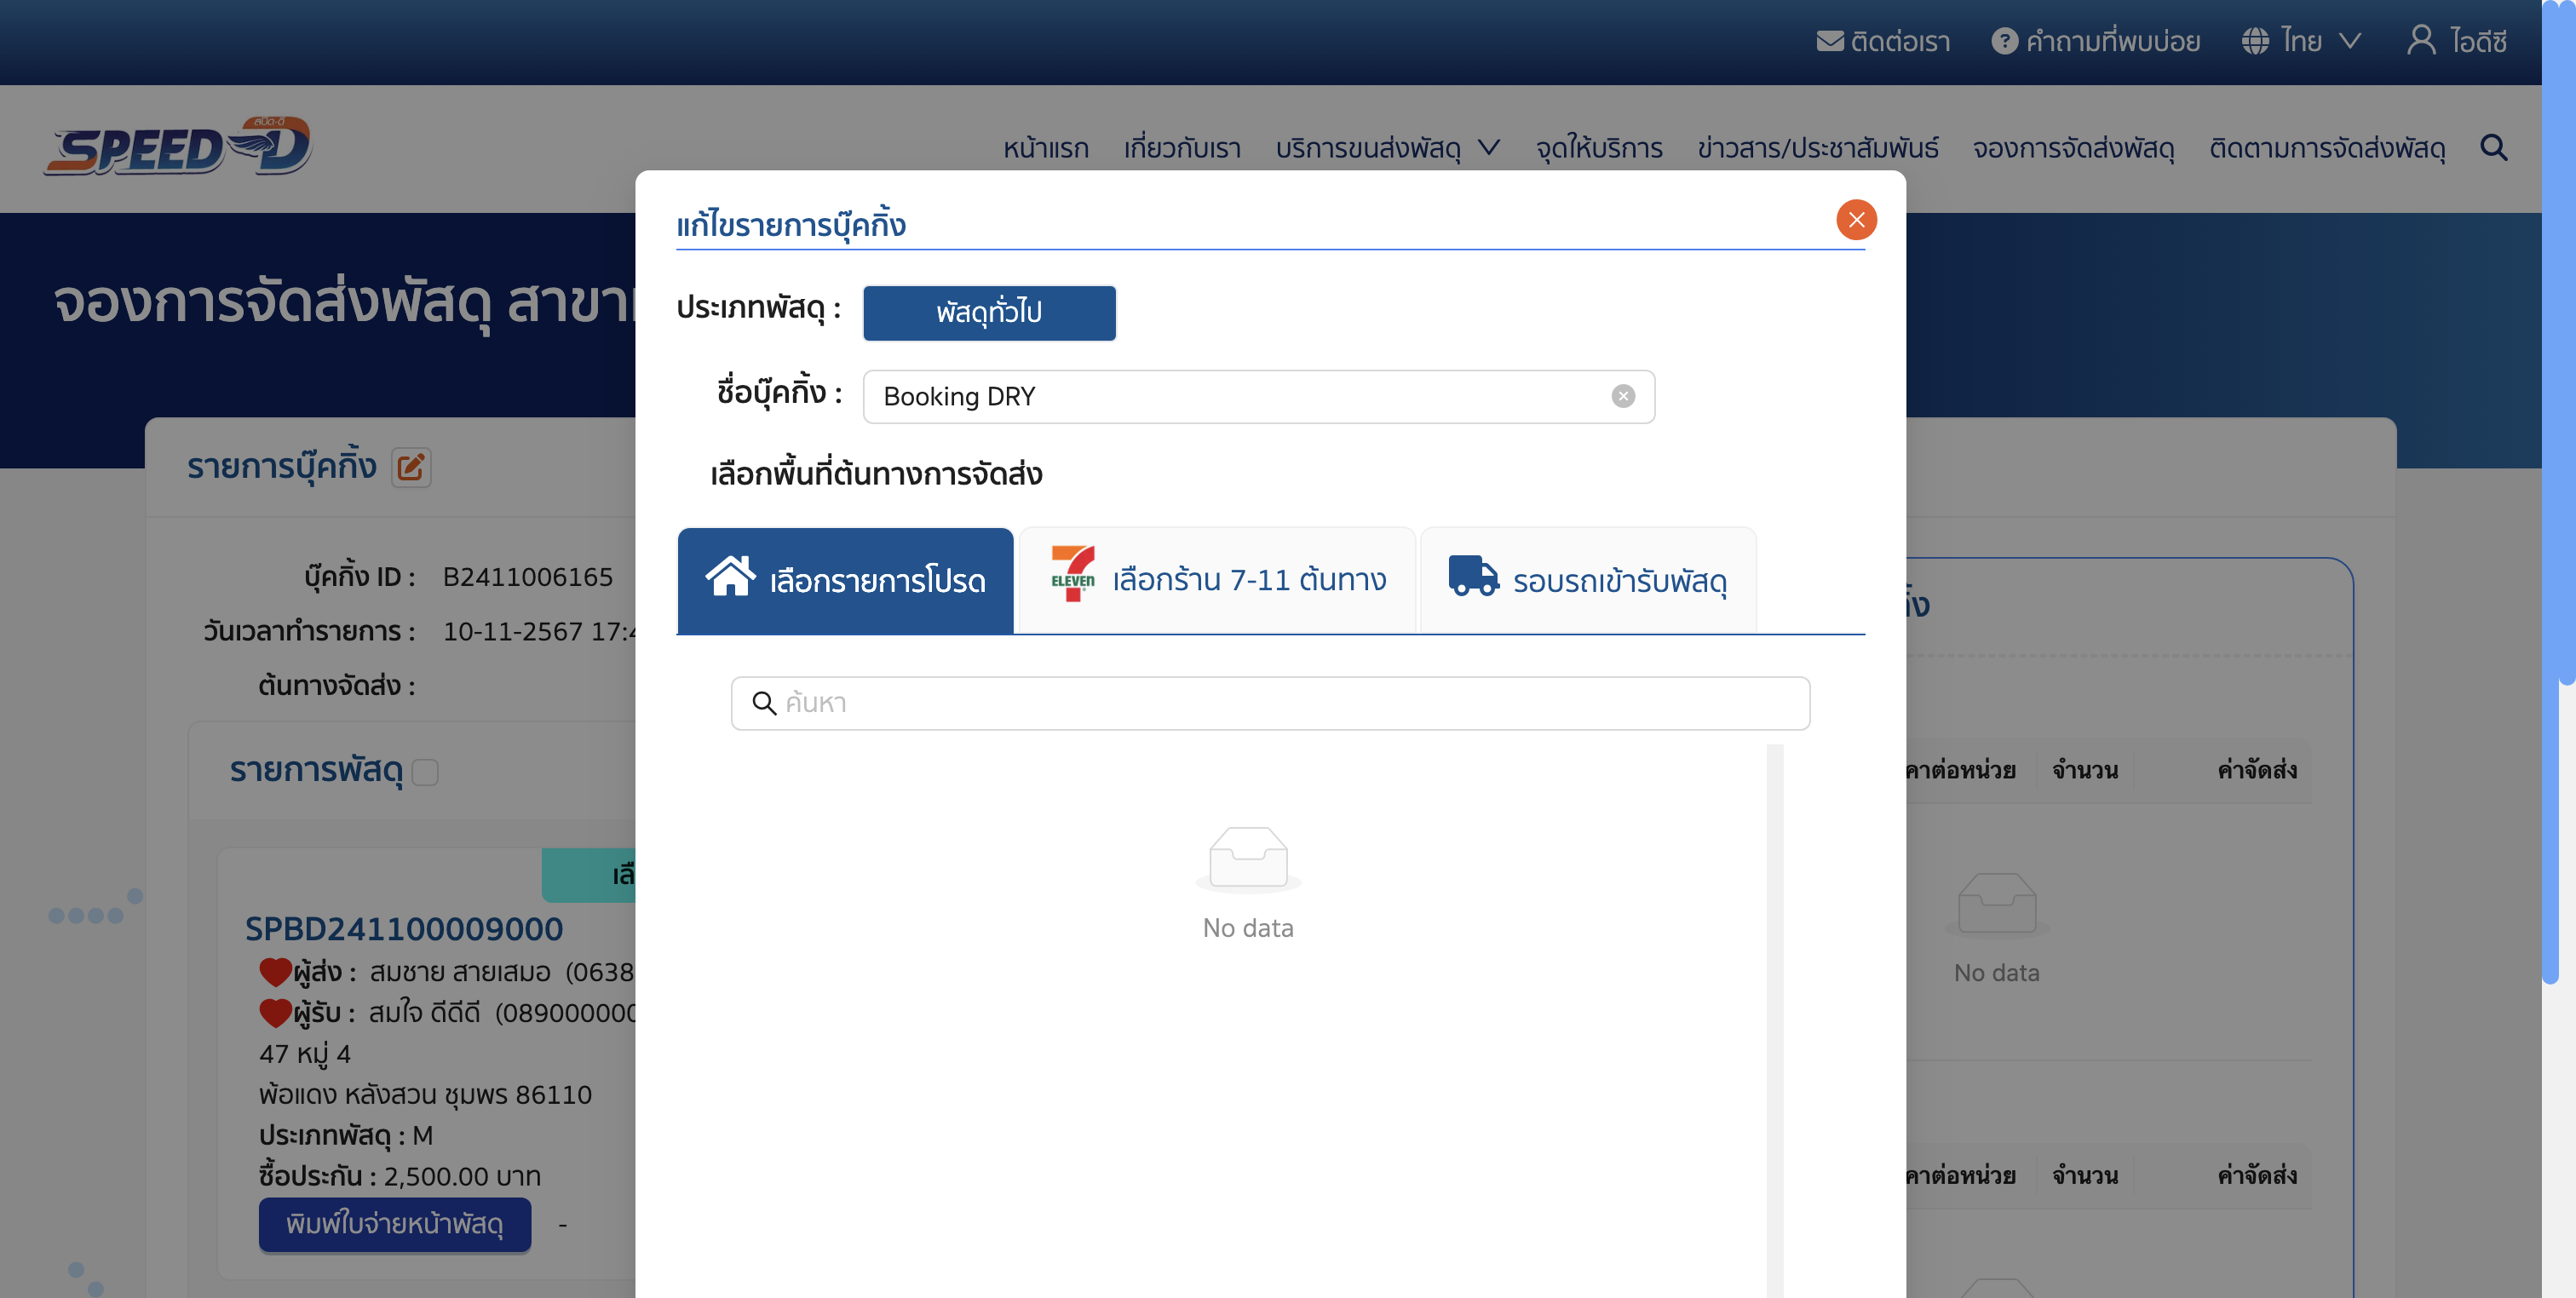 ติดต่อเรา
คำถามที่พบบ่อย
ไทย
ไอดีซี
สปีด-ดี
SPEED-D
หน้าแรก
เกี่ยวกับเรา
บริการขนส่งพัสดุ
จุดให้บริการ
ข่าวสาร/ประชาสัมพันธ์
จองการจัดส่งพัสดุ
ติดตามการจัดส่งพัสดุ
จองการจัดส่งพัสดุ
แก้ไขรายการบุ๊คกิ้ง
ประเภทพัสดุ : พัสดุทั่วไป
ชื่อบุ๊คกิ้ง : Booking DRY
เลือกพื้นที่ต้นทางการจัดส่ง
เลือกรายการโปรด
7 ELEVEN
เลือกร้าน 7-11 ต้นทาง
รอบรถเข้ารับพัสดุ
ค้นหา
No data
รายการบุ๊คกิ้ง
บุ๊คกิ้ง ID : B2411006165
วันเวลาทำรายการ : 10-11-2567 17:4
ต้นทางจัดส่ง :
รายการพัสดุ
SPBD241100009000
ผู้ส่ง : สมชาย สายเสมอ (0638
ผู้รับ : สมใจ ดีดีดี (089000000
47 หมู่ 4
พ้อแดง หลังสวน ชุมพร 86110
ประเภทพัสดุ : M
ซื้อประกัน : 2,500.00 บาท
พิมพ์ใบจ่ายหน้าพัสดุ -
คาต่อหน่วย จำนวน ค่าจัดส่ง
No data
คาต่อหน่วย จำนวน ค่าจัดส่ง